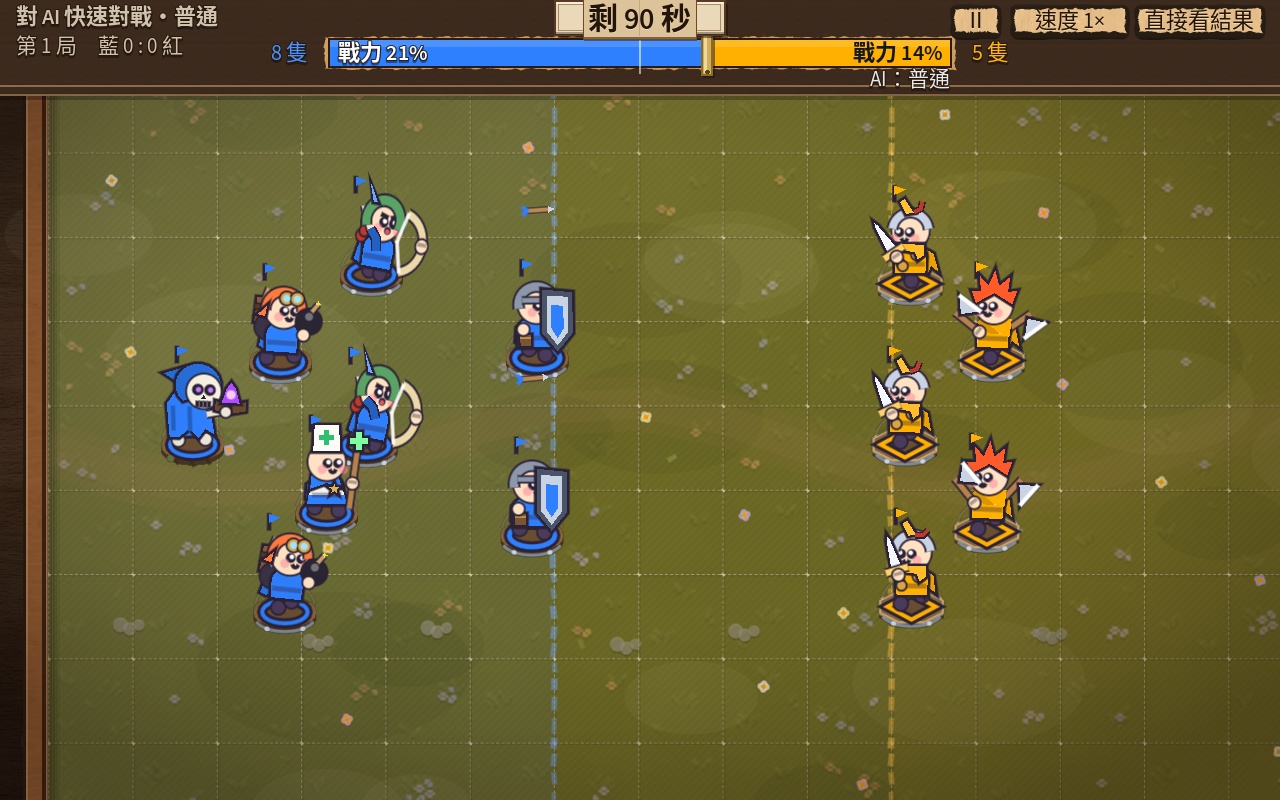 對 AI 快速對戰・普通
剩 90 秒
II
速度 1×
直接看結果
第 1 局 藍 0 : 0 紅
8 隻
戰力 21%
戰力 14%
5 隻
AI：普通